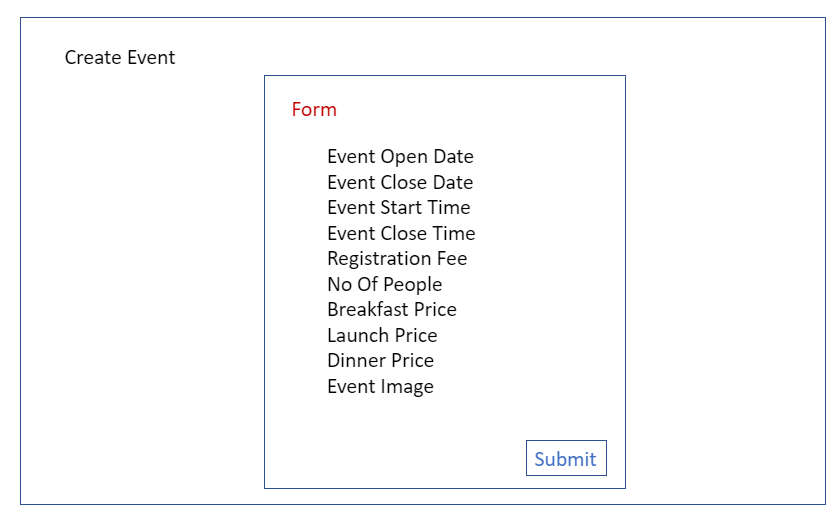 Create Event
Form
Event Open Date
Event Close Date
Event Start Time
Event Close Time
Registration Fee
No Of People
Breakfast Price
Launch Price
Dinner Price
Event Image
Submit